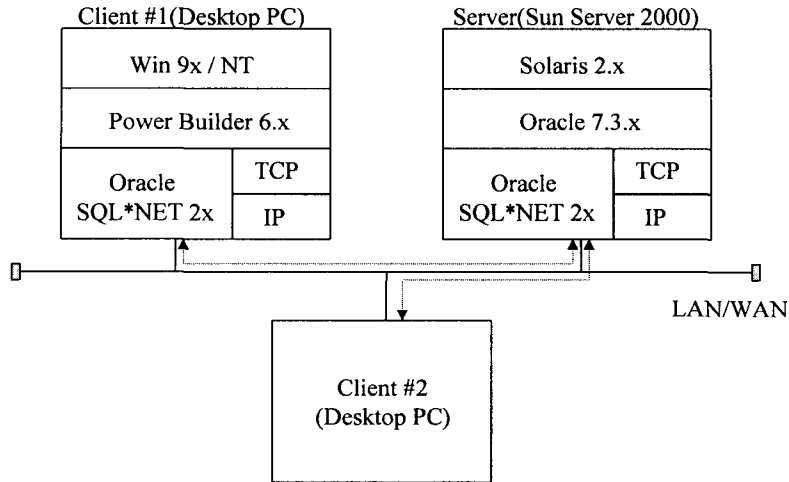 Client #1(Desktop PC)
Win 9x / NT
Power Builder 6.x
Oracle
SQL*NET 2x
TCP
IP
Server(Sun Server 2000)
Solaris 2.x
Oracle 7.3.x
Oracle
SQL*NET 2x
TCP
IP
LAN/WAN
Client #2
(Desktop PC)